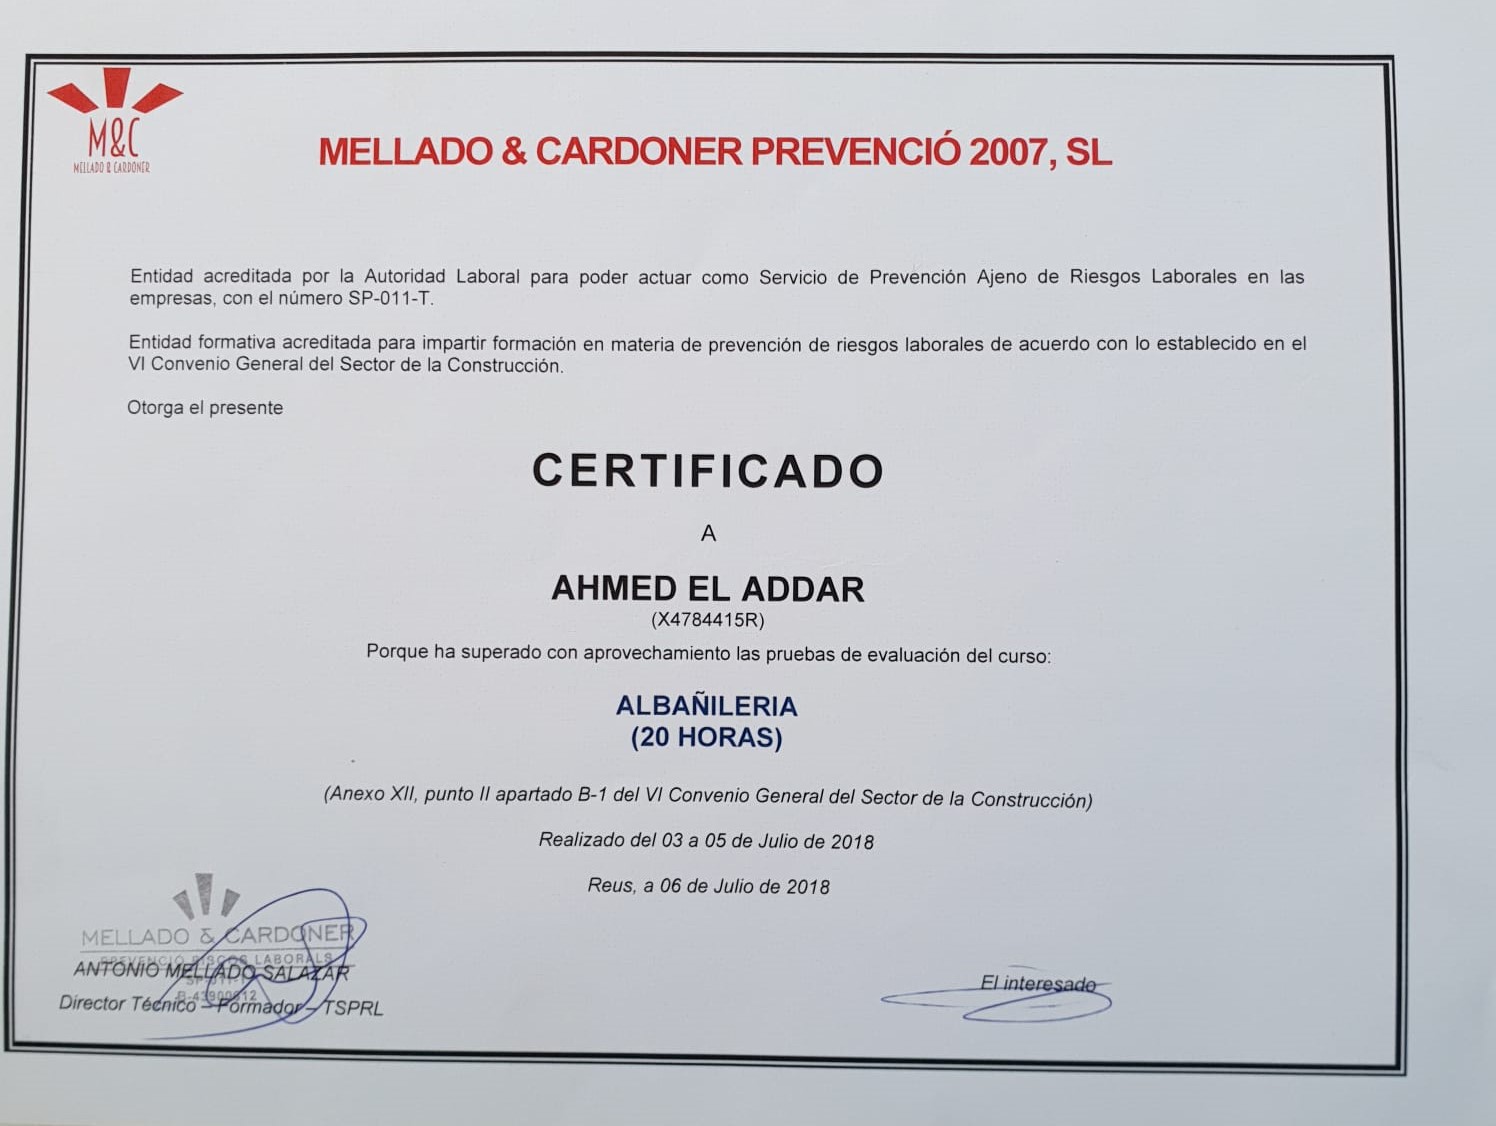 M&C
MELLADO & CARDONER
MELLADO & CARDONER PREVENCIÓ 2007, SL
Entidad acreditada por la Autoridad Laboral para poder actuar como Servicio de Prevención Ajeno de Riesgos Laborales en las
empresas, con el número SP-011-T.
Entidad formativa acreditada para impartir formación en materia de prevención de riesgos laborales de acuerdo con lo establecido en el
VI Convenio General del Sector de la Construcción.
Otorga el presente
CERTIFICADO
A
AHMED EL ADDAR
(X4784415R)
Porque ha superado con aprovechamiento las pruebas de evaluación del curso:
ALBAÑILERIA
(20 HORAS)
(Anexo XII, punto II apartado B-1 del VI Convenio General del Sector de la Construcción)
Realizado del 03 a 05 de Julio de 2018
Reus, a 06 de Julio de 2018
MELLADO & CARDONER
PREVENCIÓ RISCOS LABORALS
ANTONIO MELLADO SALAZAR
Director Técnico – Formador – TSPRL
El interesado